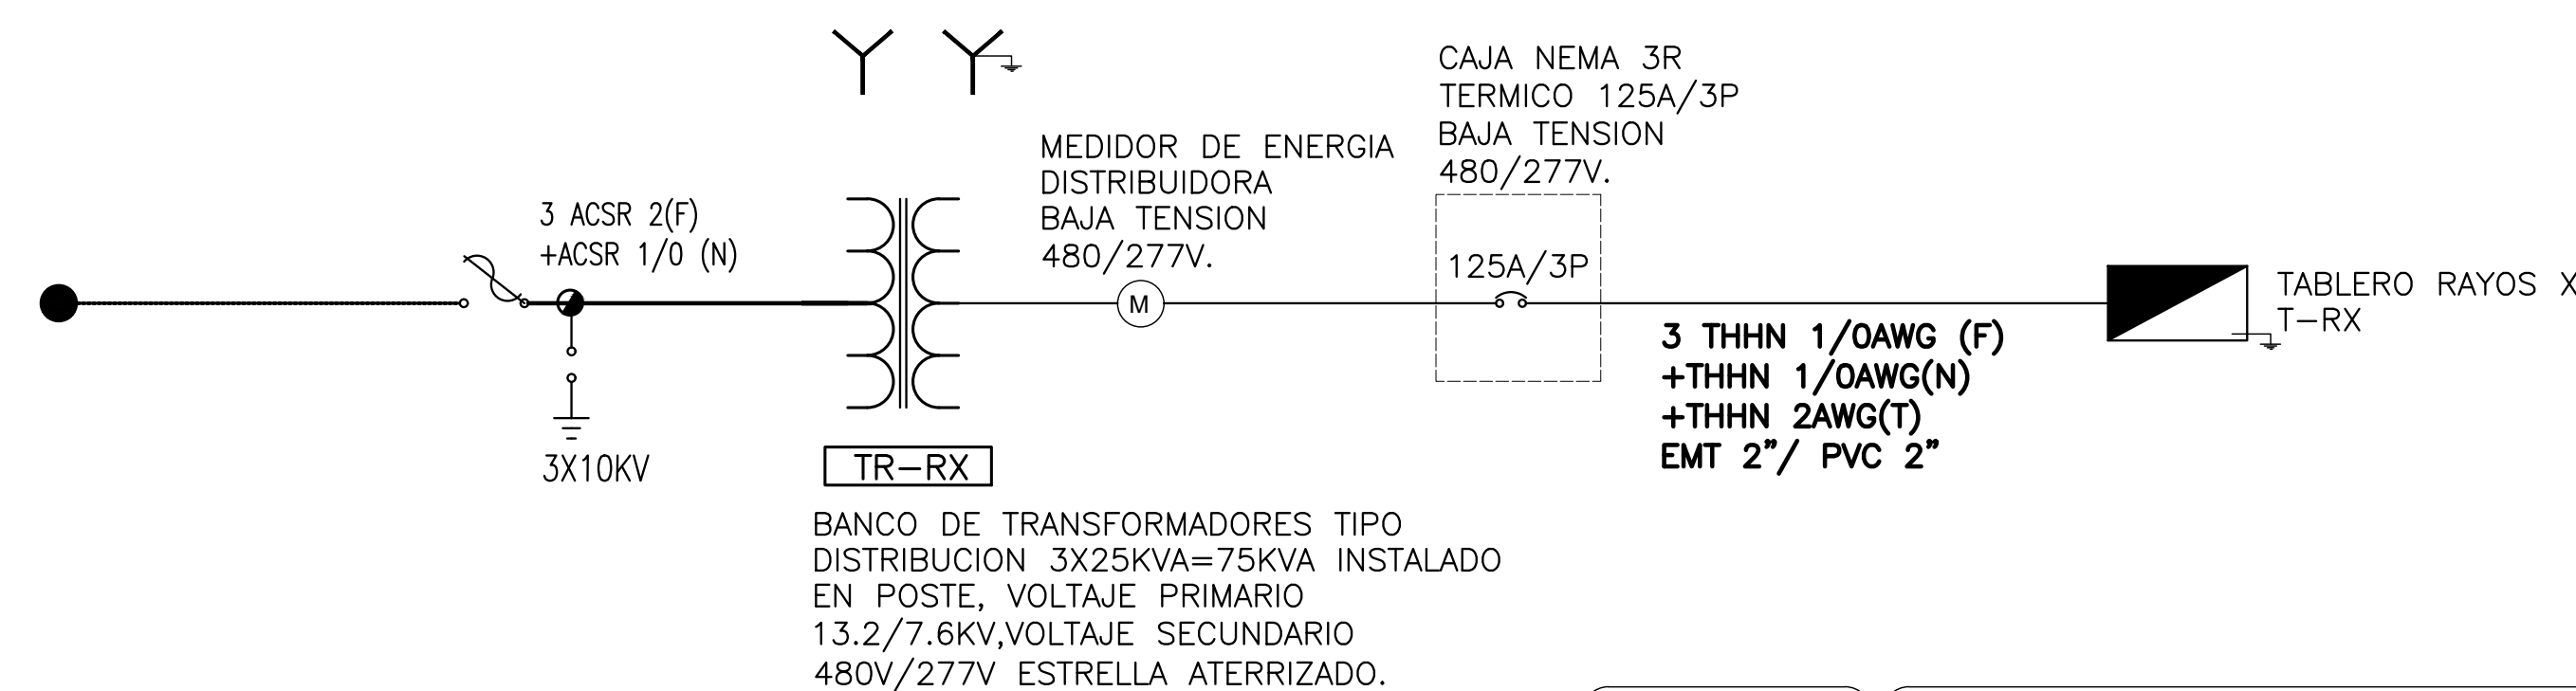 CAJA NEMA 3R
TERMICO 125A/3P
BAJA TENSION
480/277V.
MEDIDOR DE ENERGIA
DISTRIBUIDORA
BAJA TENSION
480/277V.
3 ACSR 2(F)
+ACSR 1/0 (N)
125A/3P
M
TABLERO RAYOS X
T-RX
3 THHN 1/0AWG (F)
+THHN 1/0AWG(N)
+THHN 2AWG(T)
EMT 2"/ PVC 2"
3X10KV
TR-RX
BANCO DE TRANSFORMADORES TIPO
DISTRIBUCION 3X25KVA=75KVA INSTALADO
EN POSTE, VOLTAJE PRIMARIO
13.2/7.6KV,VOLTAJE SECUNDARIO
480V/277V ESTRELLA ATERRIZADO.